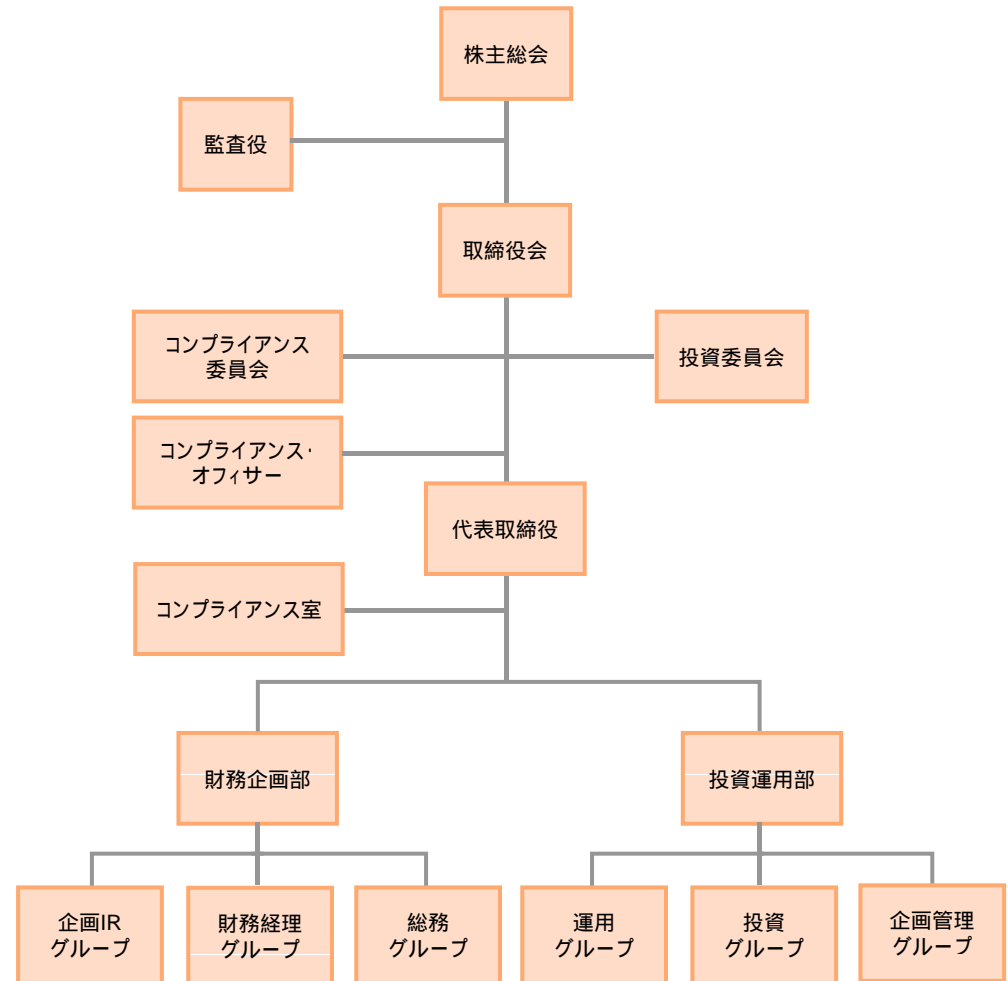 株主総会
監査役
取締役会
コンプライアンス
委員会
投資委員会
コンプライアンス・
オフィサー
代表取締役
コンプライアンス室
財務企画部
投資運用部
企画IR
グループ
財務経理
グループ
総務
グループ
運用
グループ
投資
グループ
企画管理
グループ